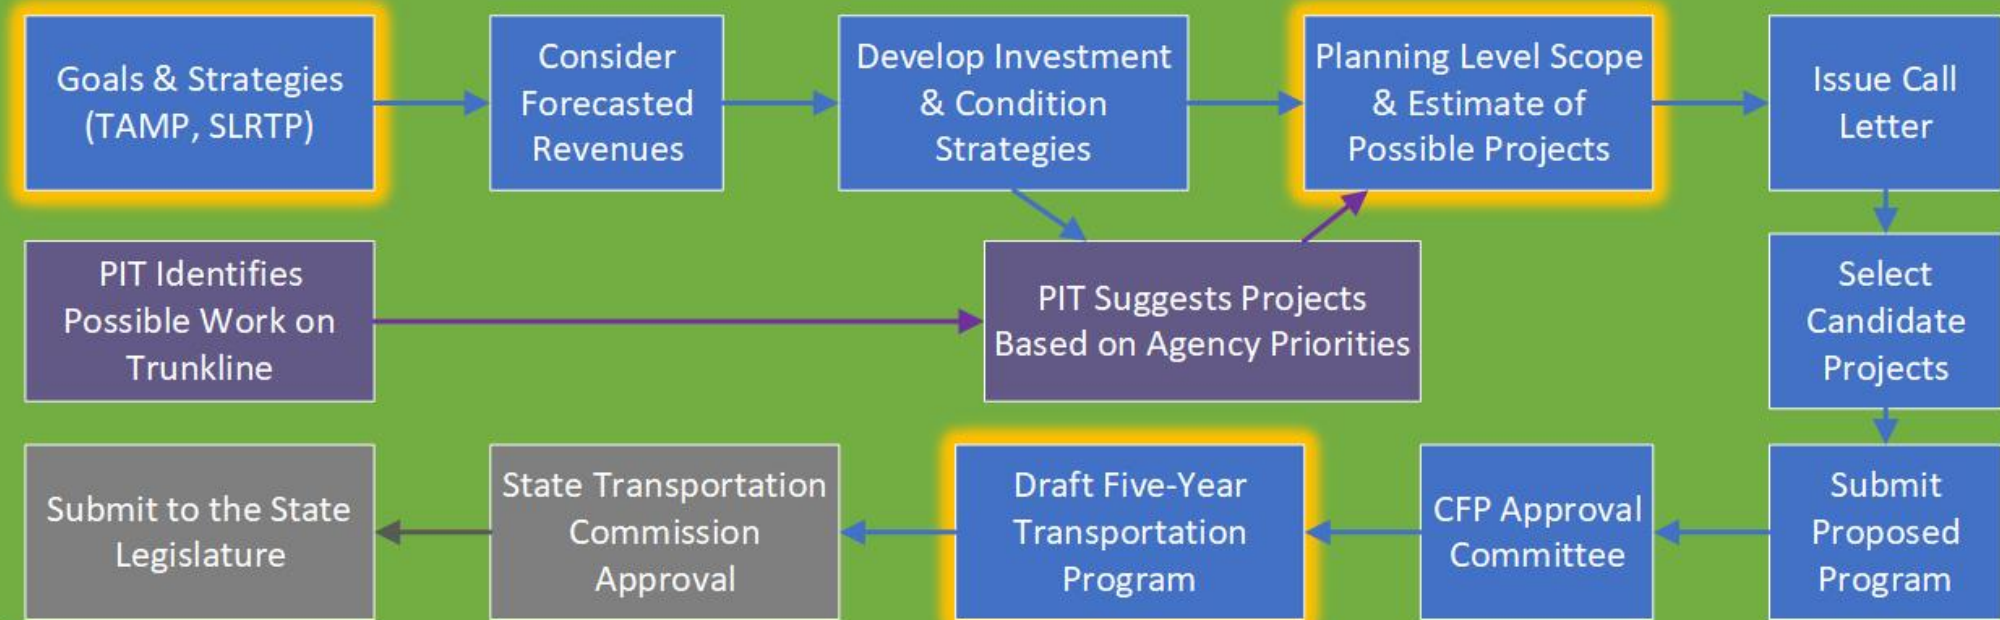 Goals & Strategies
(TAMP, SLRTP)
Consider
Forecasted
Revenues
Develop Investment
& Condition
Strategies
Planning Level Scope
& Estimate of
Possible Projects
Issue Call
Letter
PIT Identifies
Possible Work on
Trunkline
PIT Suggests Projects
Based on Agency Priorities
Select
Candidate
Projects
Submit to the State
Legislature
State Transportation
Commission
Approval
Draft Five-Year
Transportation
Program
CFP Approval
Committee
Submit
Proposed
Program